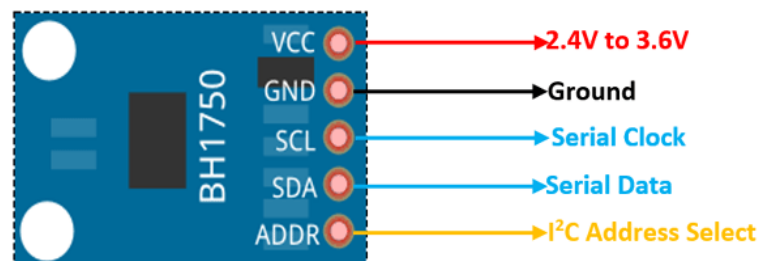 VCC 2.4V to 3.6V
GND Ground
SCL Serial Clock
SDA Serial Data
ADDR I²C Address Select
BH1750